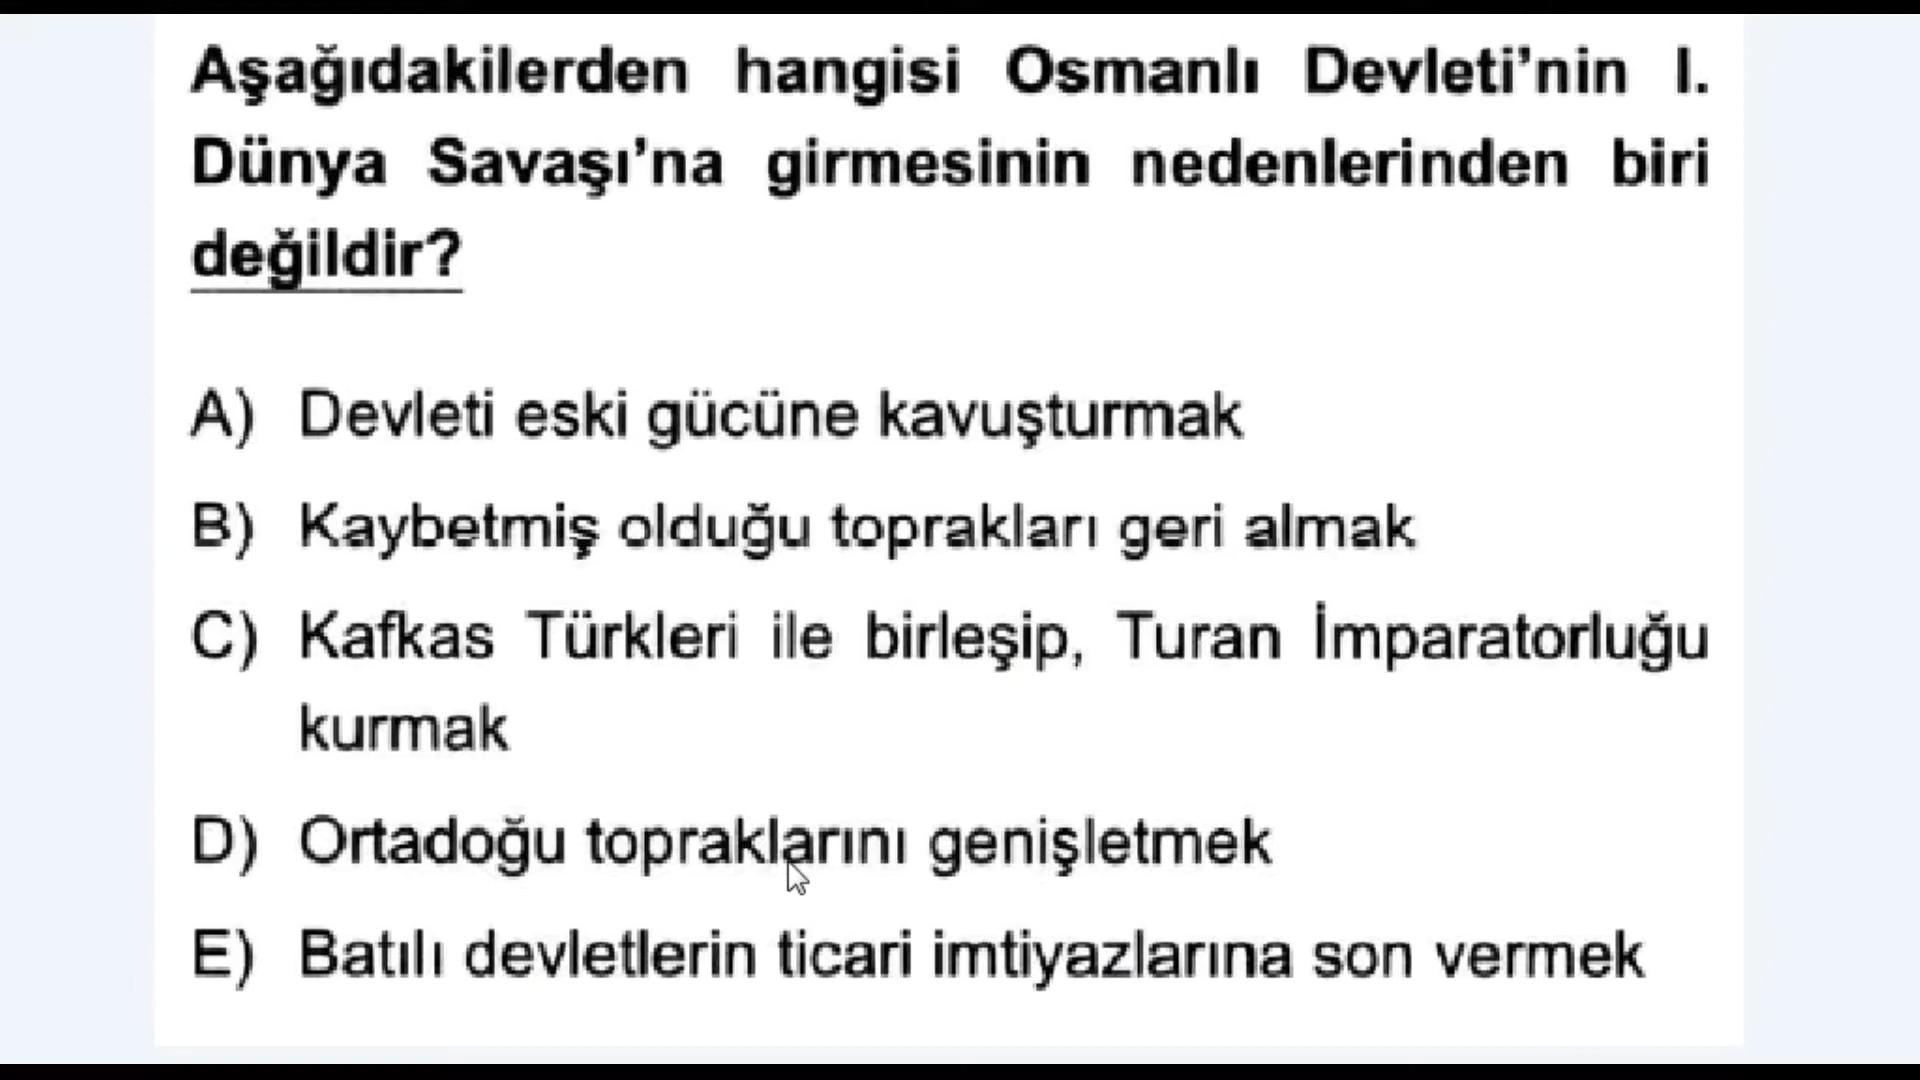 Aşağıdakilerden hangisi Osmanlı Devleti’nin I.
Dünya Savaşı’na girmesinin nedenlerinden biri
değildir?
A) Devleti eski gücüne kavuşturmak
B) Kaybetmiş olduğu toprakları geri almak
C) Kafkas Türkleri ile birleşip, Turan İmparatorluğu
kurmak
D) Ortadoğu topraklarını genişletmek
E) Batılı devletlerin ticari imtiyazlarına son vermek